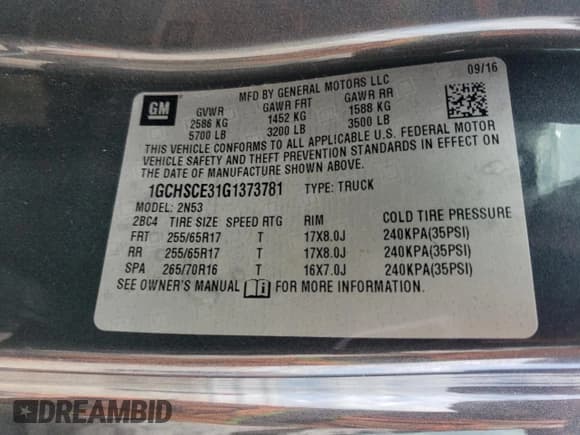 MFD BY GENERAL MOTORS LLC 09/16
GM
GVWR GAWR FRT GAWR RR
2586 KG 1452 KG 1588 KG
5700 LB 3200 LB 3500 LB
THIS VEHICLE CONFORMS TO ALL APPLICABLE U.S. FEDERAL MOTOR
VEHICLE SAFETY AND THEFT PREVENTION STANDARDS IN EFFECT ON
THE DATE OF MANUFACTURE SHOWN ABOVE.
1GCHSCE31G1373781 TYPE: TRUCK
MODEL: 2N53
2BC4 TIRE SIZE SPEED RTG RIM COLD TIRE PRESSURE
FRT 255/65R17 T 17X8.0J 240KPA(35PSI)
RR 255/65R17 T 17X8.0J 240KPA(35PSI)
SPA 265/70R16 T 16X7.0J 240KPA(35PSI)
SEE OWNER'S MANUAL FOR MORE INFORMATION.
DREAMBID